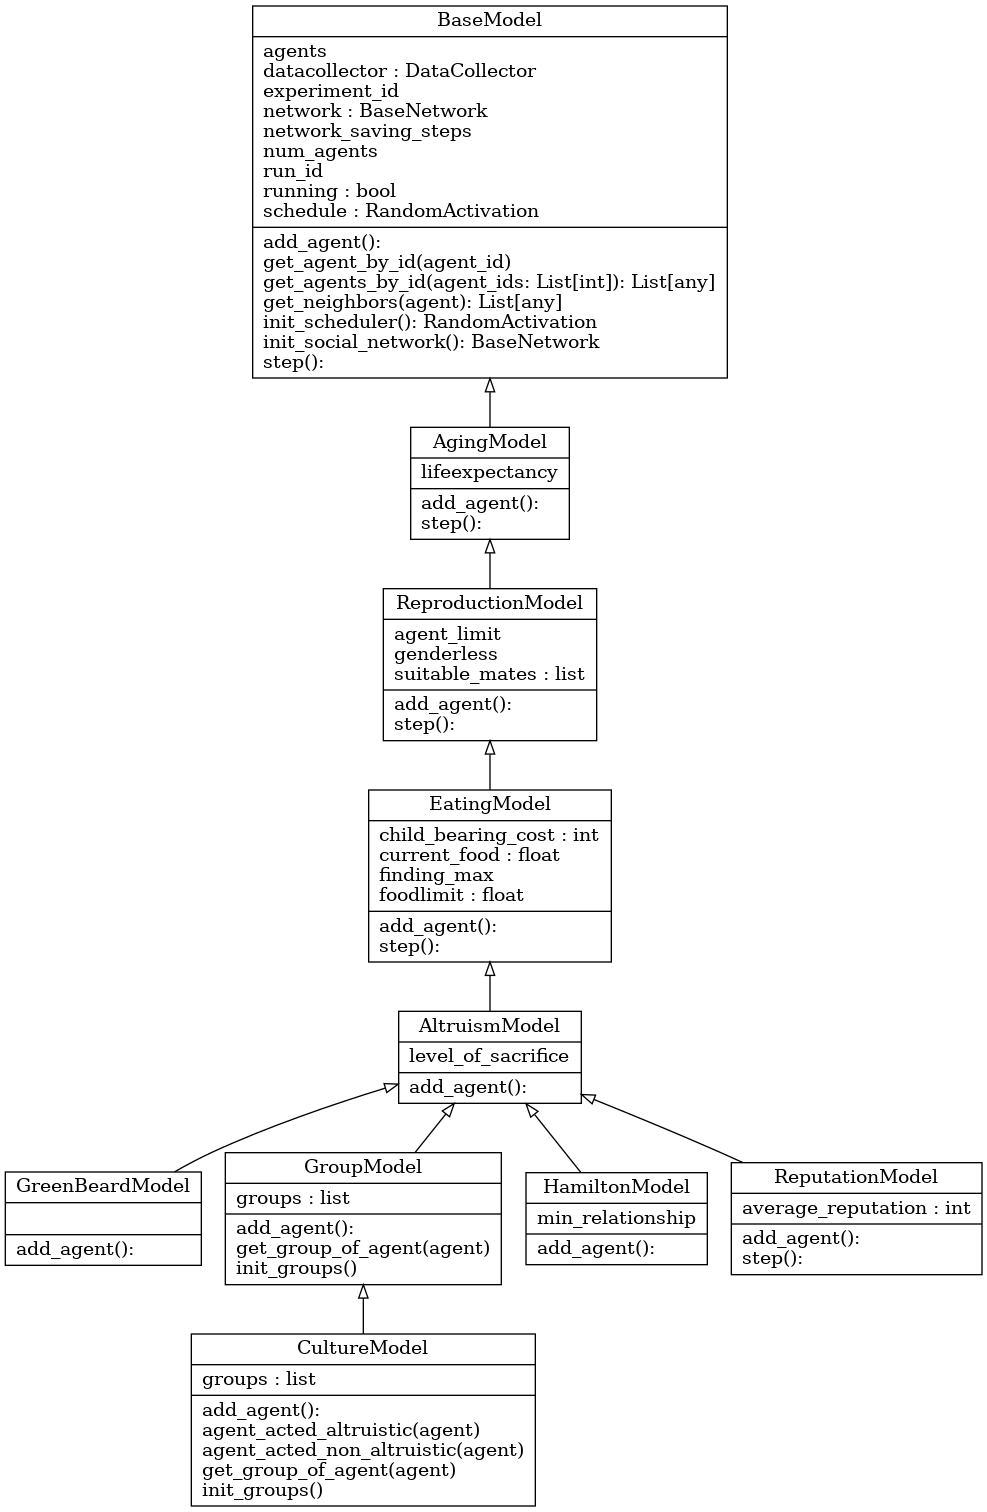 BaseModel
agents
datacollector : DataCollector
experiment_id
network : BaseNetwork
network_saving_steps
num_agents
run_id
running : bool
schedule : RandomActivation
add_agent():
get_agent_by_id(agent_id)
get_agents_by_id(agent_ids: List[int]): List[any]
get_neighbors(agent): List[any]
init_scheduler(): RandomActivation
init_social_network(): BaseNetwork
step():
AgingModel
lifeexpectancy
add_agent():
step():
ReproductionModel
agent_limit
genderless
suitable_mates : list
add_agent():
step():
EatingModel
child_bearing_cost : int
current_food : float
finding_max
foodlimit : float
add_agent():
step():
AltruismModel
level_of_sacrifice
add_agent():
GreenBeardModel
add_agent():
GroupModel
groups : list
add_agent():
get_group_of_agent(agent)
init_groups()
HamiltonModel
min_relationship
add_agent():
ReputationModel
average_reputation : int
add_agent():
step():
CultureModel
groups : list
add_agent():
agent_acted_altruistic(agent)
agent_acted_non_altruistic(agent)
get_group_of_agent(agent)
init_groups()